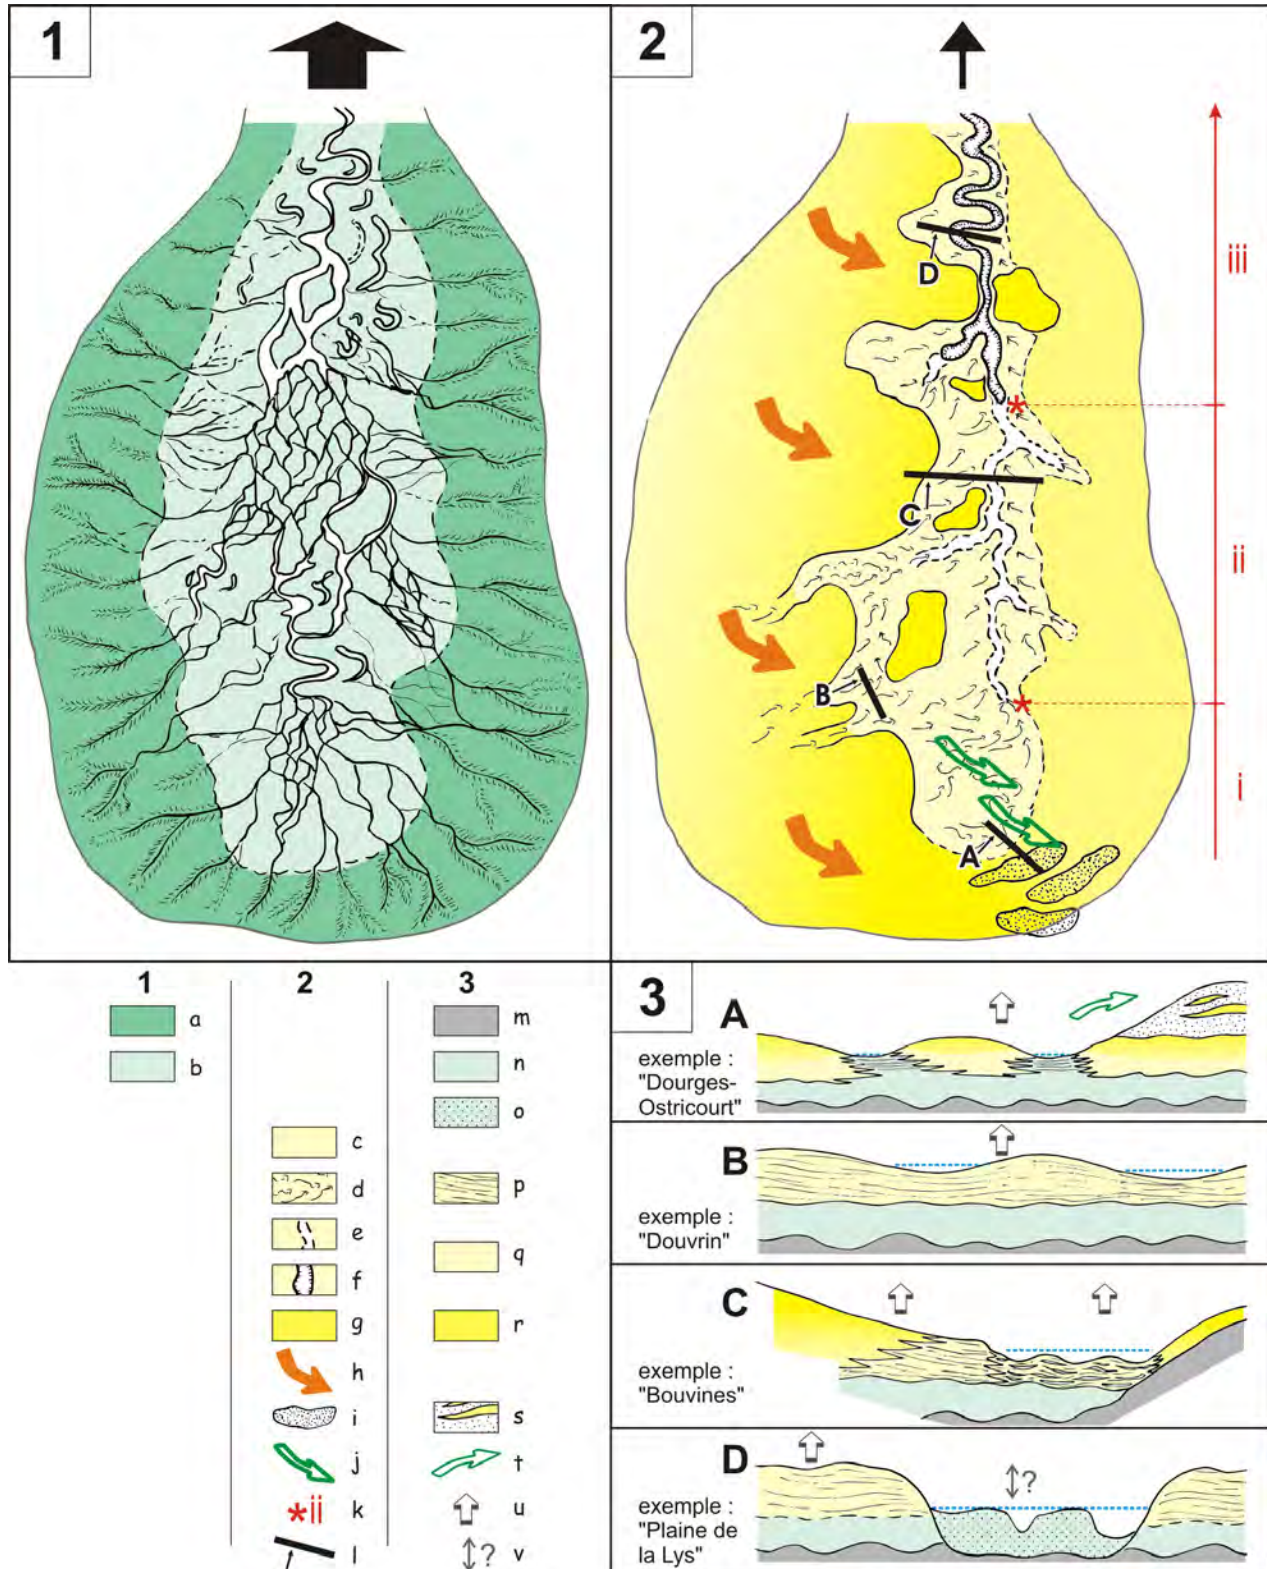 1
2
D
C
B
A
iii
ii
i
1
2
3
a
b
c
d
e
f
g
h
i
j
*ii k
l
m
n
o
p
q
r
s
t
u
? v
3
A
exemple :
"Dourges-
Ostricourt"
B
exemple :
"Douvrin"
C
exemple :
"Bouvines"
D
?
exemple :
"Plaine de
la Lys"